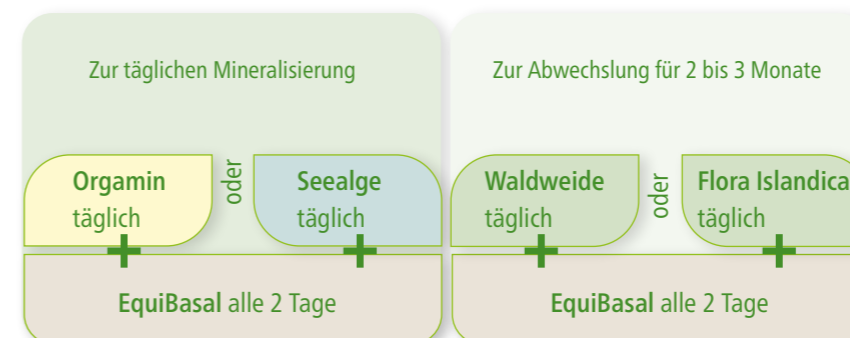 Zur täglichen Mineralisierung
Orgamin
täglich
oder
Seealge
täglich
+
+
EquiBasal alle 2 Tage
Zur Abwechslung für 2 bis 3 Monate
Waldweide
täglich
oder
Flora Islandica
täglich
+
+
EquiBasal alle 2 Tage